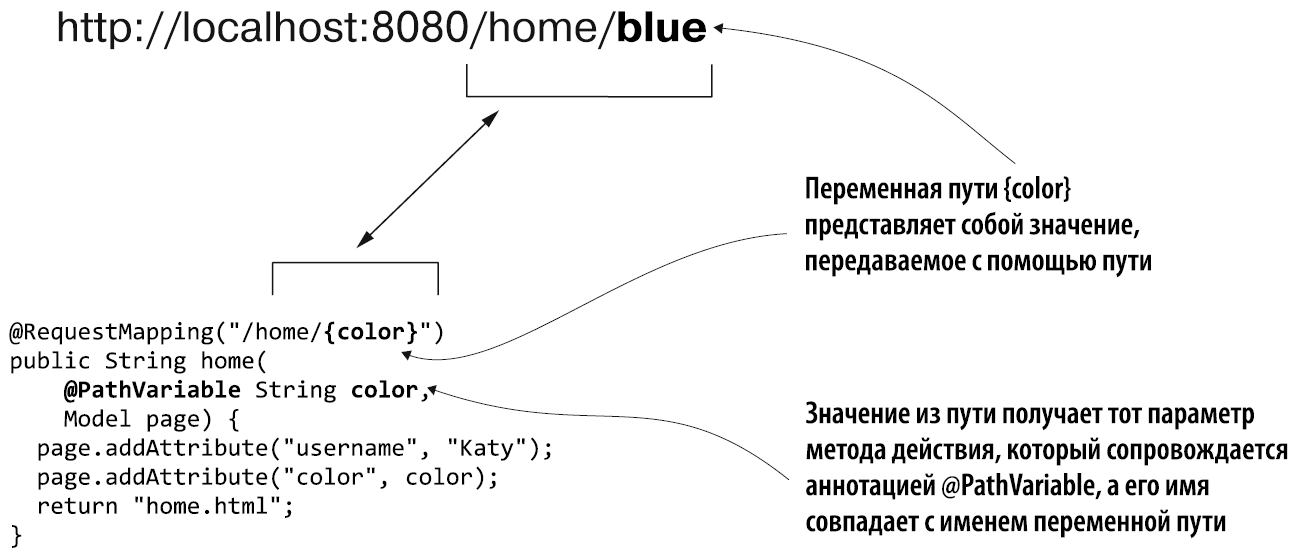 http://localhost:8080/home/blue
Переменная пути {color}
представляет собой значение,
передаваемое с помощью пути
@RequestMapping("/home/{color}")
public String home(
@PathVariable String color,
Model page) {
page.addAttribute("username", "Katy");
page.addAttribute("color", color);
return "home.html";
}
Значение из пути получает тот параметр
метода действия, который сопровождается
аннотацией @PathVariable, а его имя
совпадает с именем переменной пути